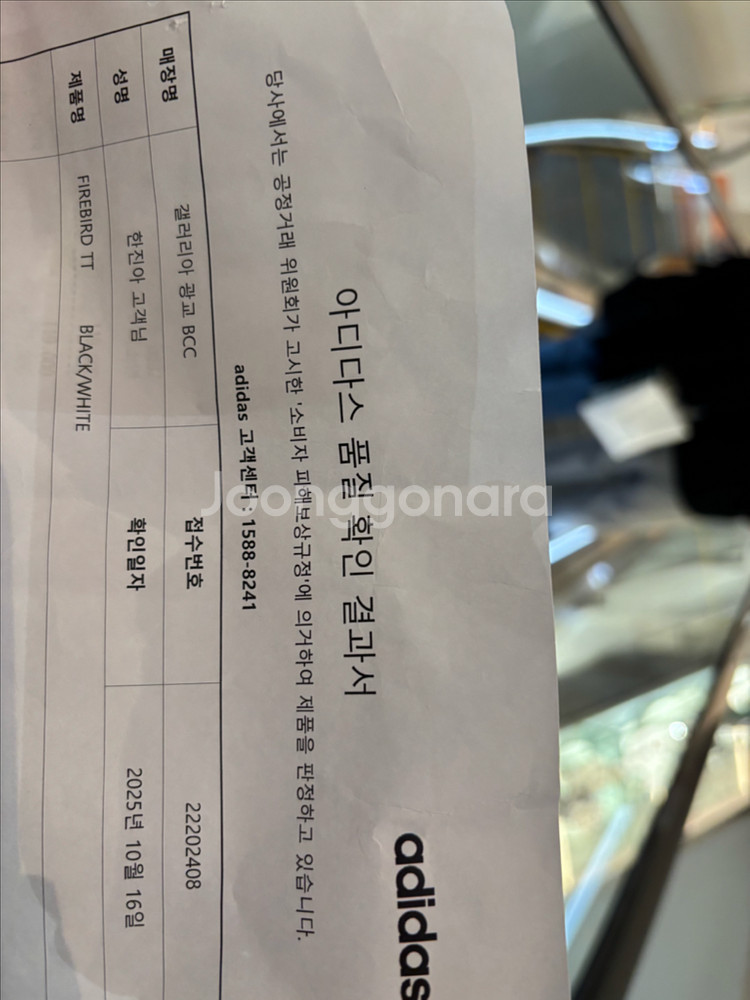 adidas
아디다스 품질 확인 결과서
당사에서는 공정거래 위원회가 고시한 '소비자 피해보상규정'에 의거하여 제품을 판정하고 있습니다.
adidas 고객센터 : 1588-8241
매장명 갤러리아 광교 BCC 접수번호 22202408
성명 한진아 고객님 확인일자 2025년 10월 16일
제품명 FIREBIRD TT BLACK/WHITE
Joonggonara